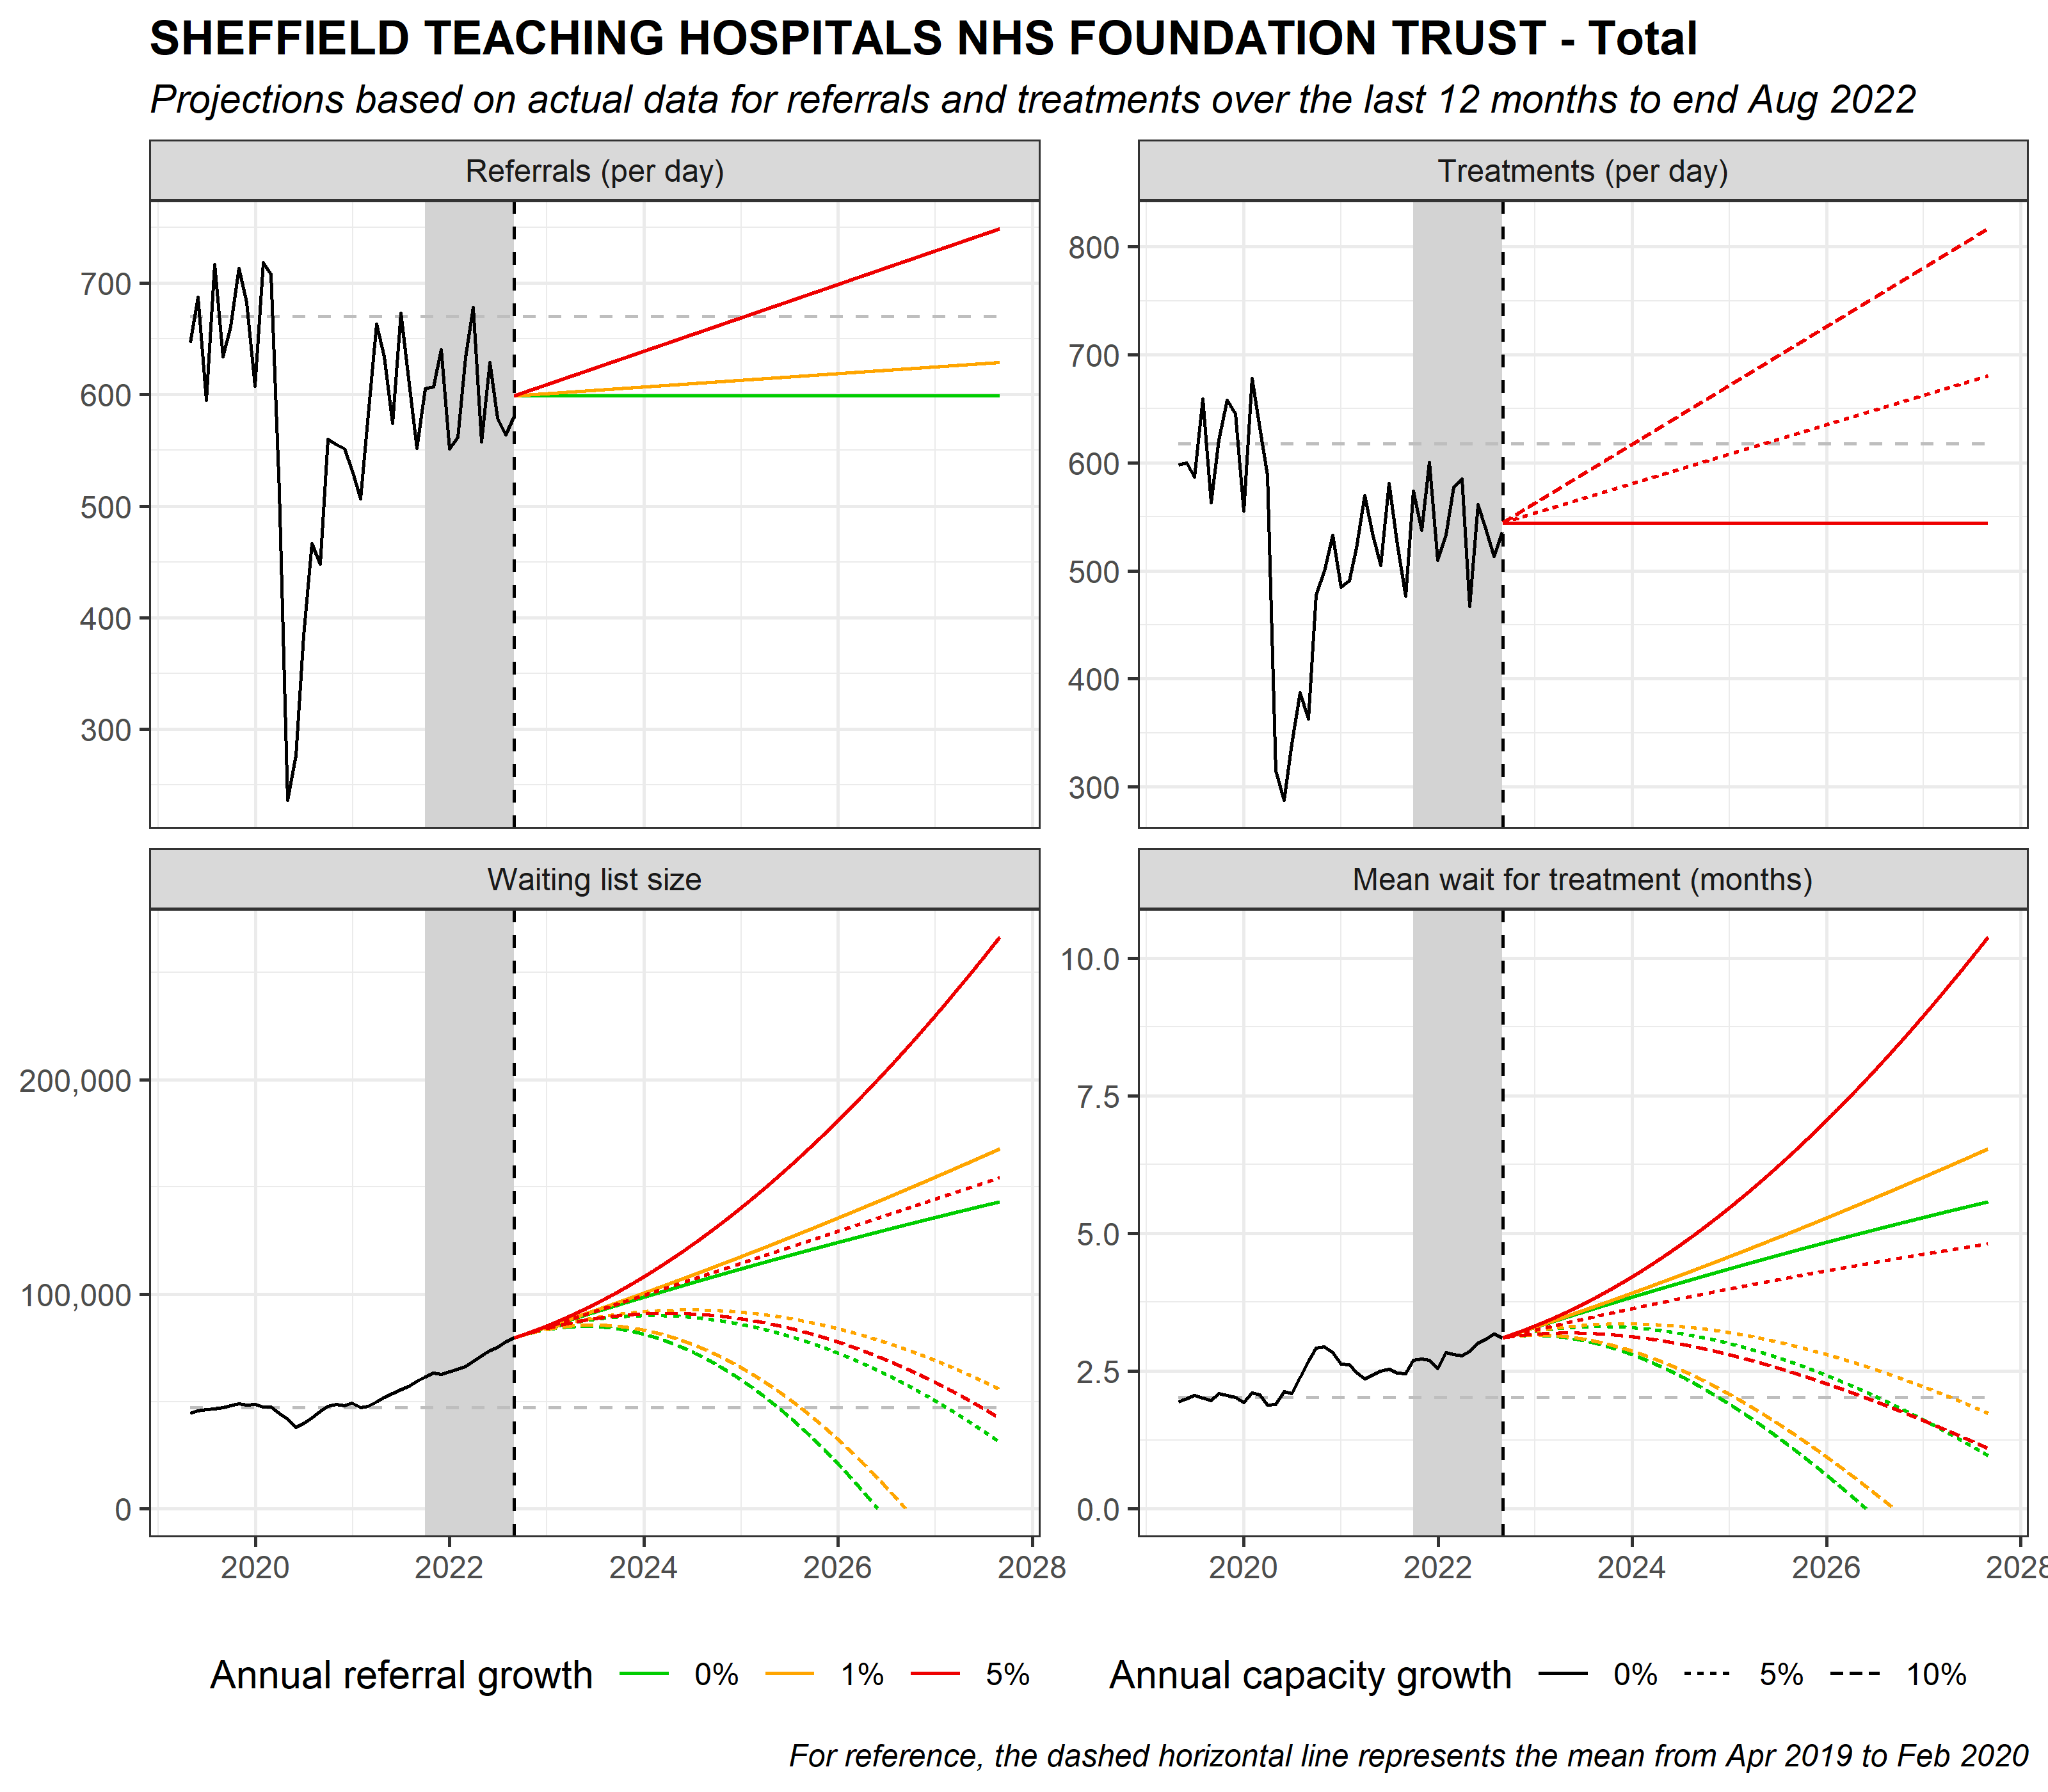 SHEFFIELD TEACHING HOSPITALS NHS FOUNDATION TRUST - Total
Projections based on actual data for referrals and treatments over the last 12 months to end Aug 2022
Referrals (per day)
700
600
500
400
300
Treatments (per day)
800
700
600
500
400
300
Waiting list size
200,000
100,000
0
2020 2022 2024 2026 2028
Mean wait for treatment (months)
10.0
7.5
5.0
2.5
0.0
2020 2022 2024 2026 2028
Annual referral growth 0% 1% 5%
Annual capacity growth 0% 5% 10%
For reference, the dashed horizontal line represents the mean from Apr 2019 to Feb 2020